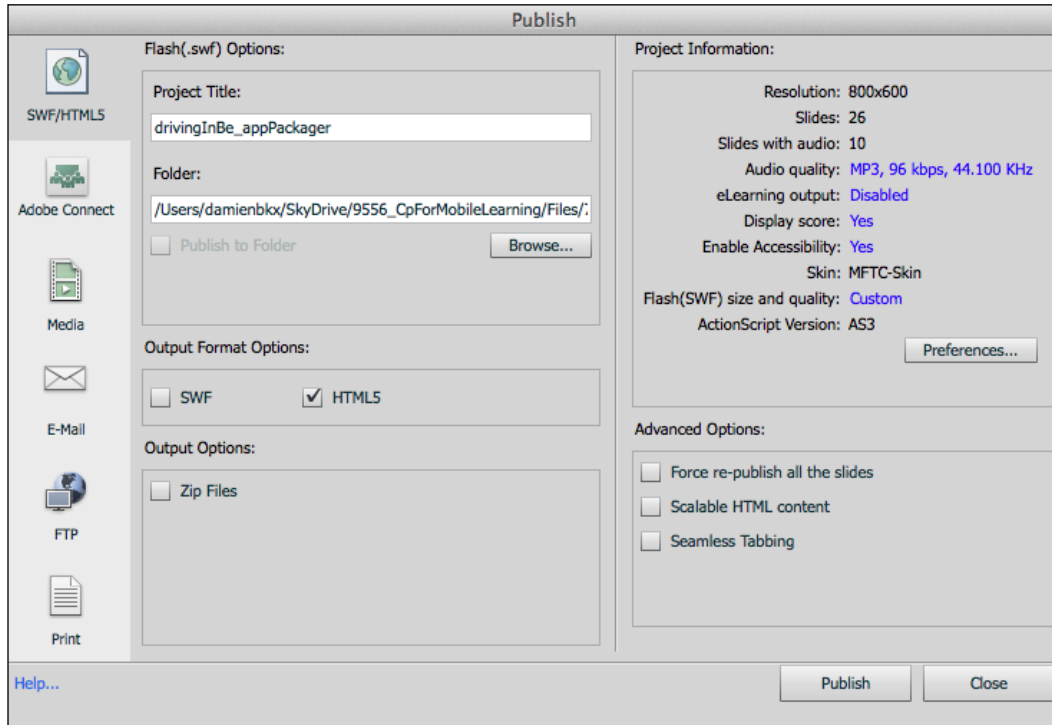 Publish
SWF/HTML5
Adobe Connect
Media
E-Mail
FTP
Print
Flash(.swf) Options:
Project Title:
drivingInBe_appPackager
Folder:
/Users/damienbkx/SkyDrive/9556_CpForMobileLearning/Files/
Publish to Folder
Browse...
Output Format Options:
SWF
HTML5
Output Options:
Zip Files
Project Information:
Resolution: 800x600
Slides: 26
Slides with audio: 10
Audio quality: MP3, 96 kbps, 44.100 KHz
eLearning output: Disabled
Display score: Yes
Enable Accessibility: Yes
Skin: MFTC-Skin
Flash(SWF) size and quality: Custom
ActionScript Version: AS3
Preferences...
Advanced Options:
Force re-publish all the slides
Scalable HTML content
Seamless Tabbing
Help...
Publish
Close